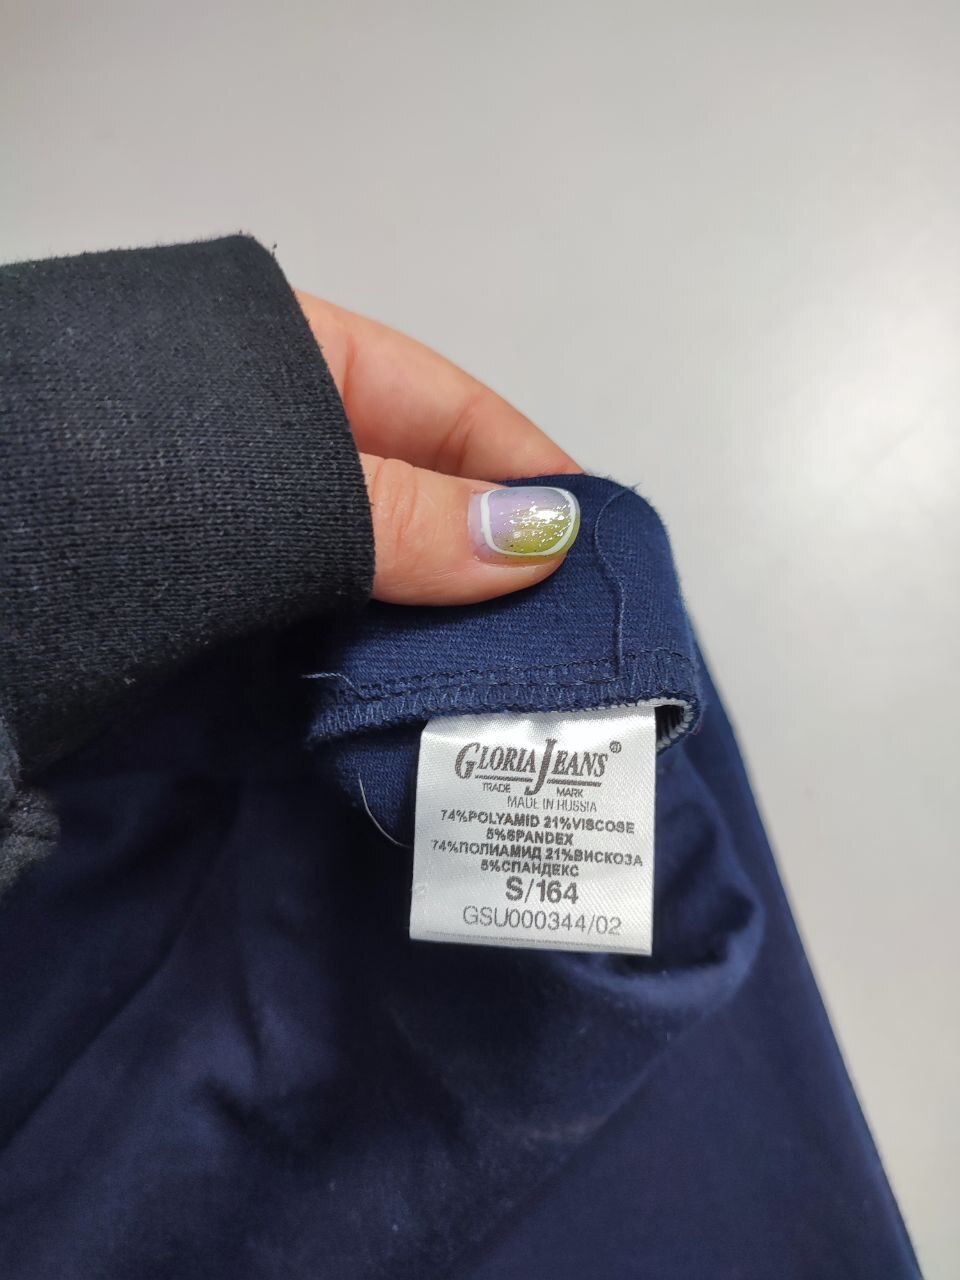 GLORIA JEANS®
TRADE MARK
MADE IN RUSSIA
74%POLYAMID 21%VISCOSE
5%SPANDEX
74%ПОЛИАМИД 21%ВИСКОЗА
5%СПАНДЕКС
S/164
GSU000344/02